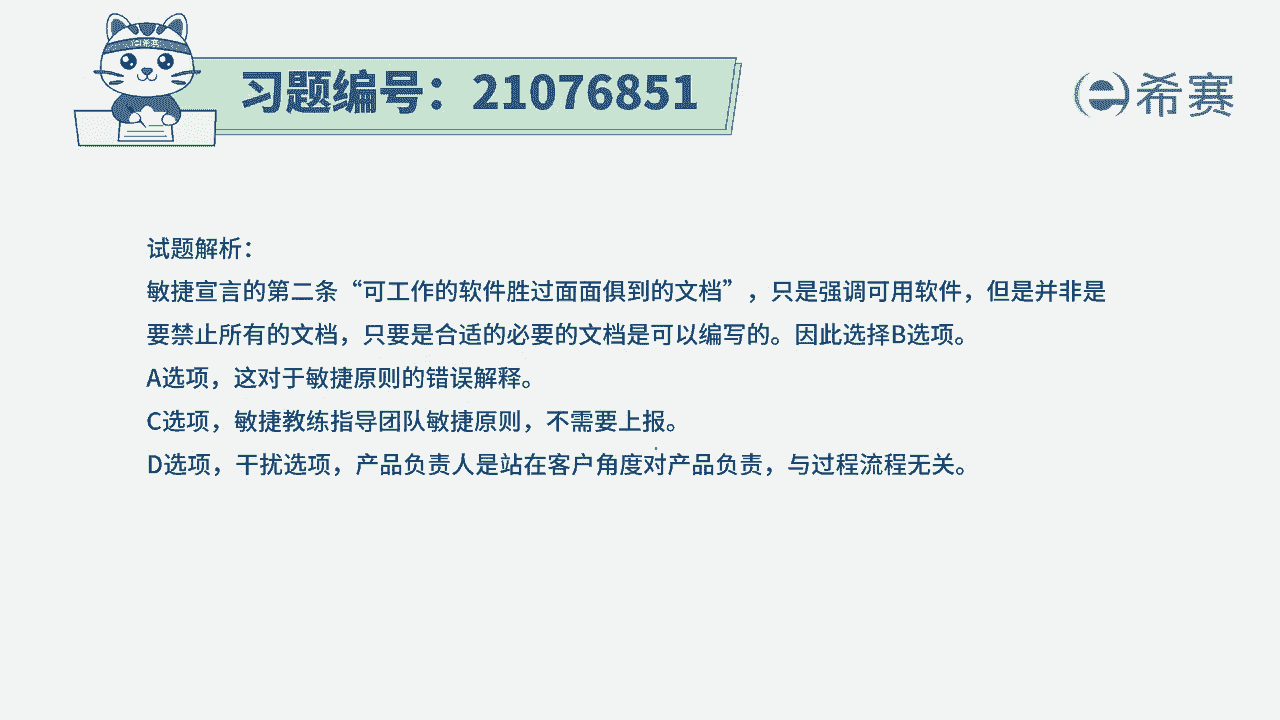 习题编号：21076851
希赛
试题解析：
敏捷宣言的第二条“可工作的软件胜过面面俱到的文档”，只是强调可用软件，但是并非是
要禁止所有的文档，只要是合适的必要的文档是可以编写的。因此选择B选项。
A选项，这对于敏捷原则的错误解释。
C选项，敏捷教练指导团队敏捷原则，不需要上报。
D选项，干扰选项，产品负责人是站在客户角度对产品负责，与过程流程无关。